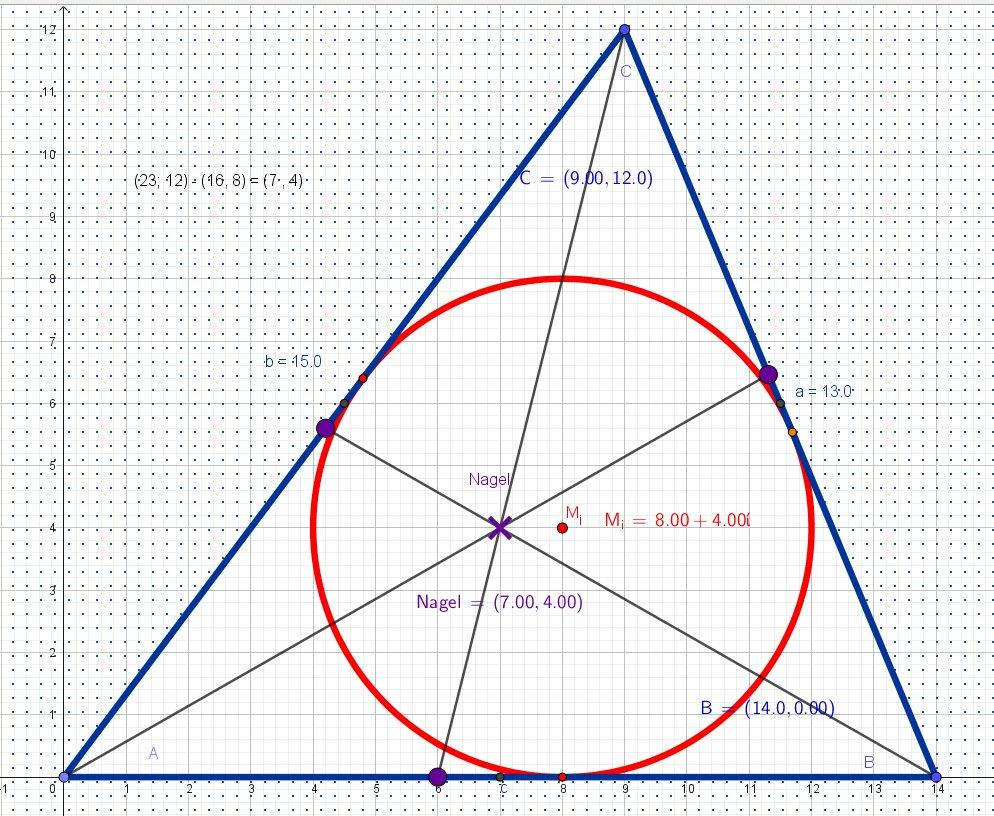 12
C
11
10
(23; 12) - (16, 8) = (7·, 4)
C = (9.00, 12.0)
9
8
7
b = 15.0
a = 13.0
6
5
Nagel
Mi
Mi = 8.00 + 4.00i
4
3
Nagel = (7.00, 4.00)
2
B = (14.0, 0.00)
1
A
B
-1 0 1 2 3 4 5 6 7 8 9 10 11 12 13 14